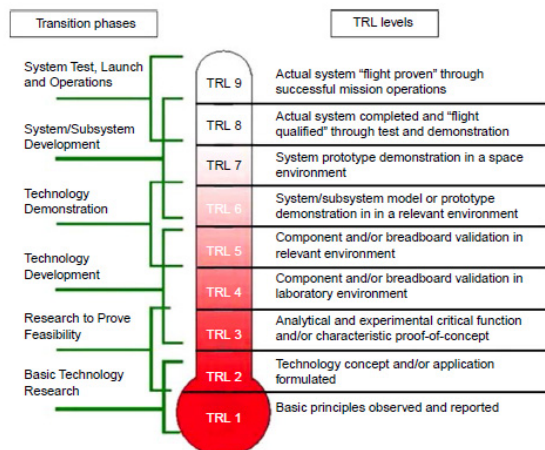 Transition phases
TRL levels
System Test, Launch
and Operations
System/Subsystem
Development
Technology
Demonstration
Technology
Development
Research to Prove
Feasibility
Basic Technology
Research
TRL 9
TRL 8
TRL 7
TRL 6
TRL 5
TRL 4
TRL 3
TRL 2
TRL 1
Actual system “flight proven” through
successful mission operations
Actual system completed and “flight
qualified” through test and demonstration
System prototype demonstration in a space
environment
System/subsystem model or prototype
demonstration in in a relevant environment
Component and/or breadboard validation in
relevant environment
Component and/or breadboard validation in
laboratory environment
Analytical and experimental critical function
and/or characteristic proof-of-concept
Technology concept and/or application
formulated
Basic principles observed and reported